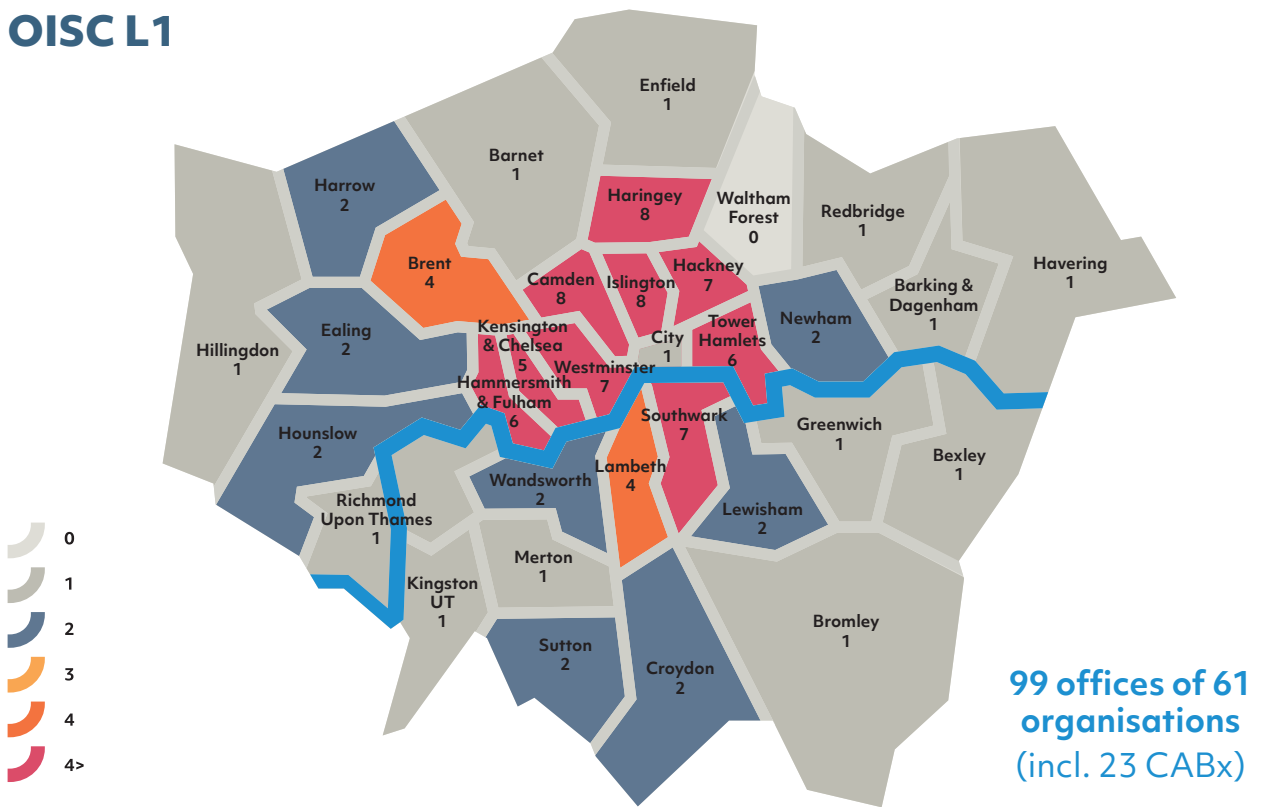 OISC L1
Enfield
1
Barnet
1
Harrow
2
Haringey
8
Waltham
Forest
0
Redbridge
1
Brent
4
Camden
8
Islington
8
Hackney
7
Barking &
Dagenham
1
Havering
1
Hillingdon
1
Ealing
2
Kensington
& Chelsea
5
City
1
Tower
Hamlets
6
Newham
2
Westminster
7
Hammersmith
& Fulham
6
Hounslow
2
Southwark
7
Greenwich
1
Bexley
1
Richmond
Upon Thames
1
Wandsworth
2
Lambeth
4
Lewisham
2
Merton
1
Kingston
UT
1
Sutton
2
Croydon
2
Bromley
1
0
1
2
3
4
4>
99 offices of 61
organisations
(incl. 23 CABx)